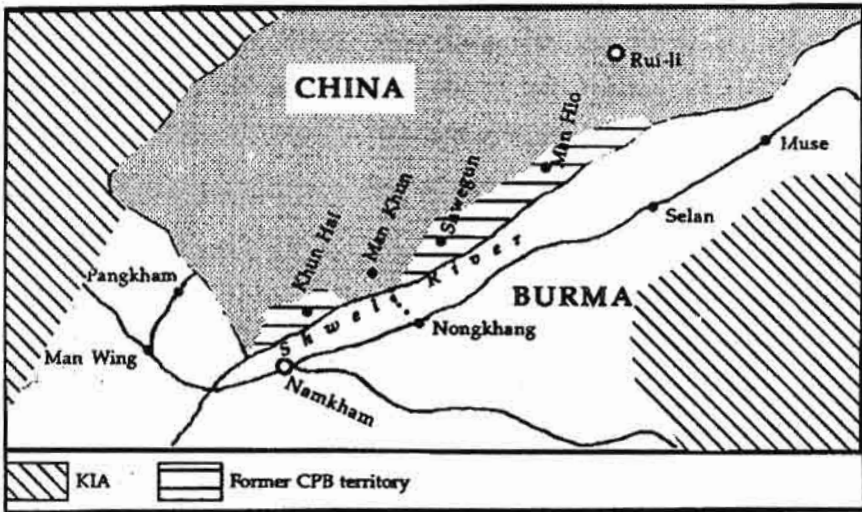 Rui-li
CHINA
Man Hio
Muse
Sawegun
Man Khun
Khun Hai
Selan
Pangkham
Shweli River
BURMA
Nongkhang
Man Wing
Namkham
KIA
Former CPB territory